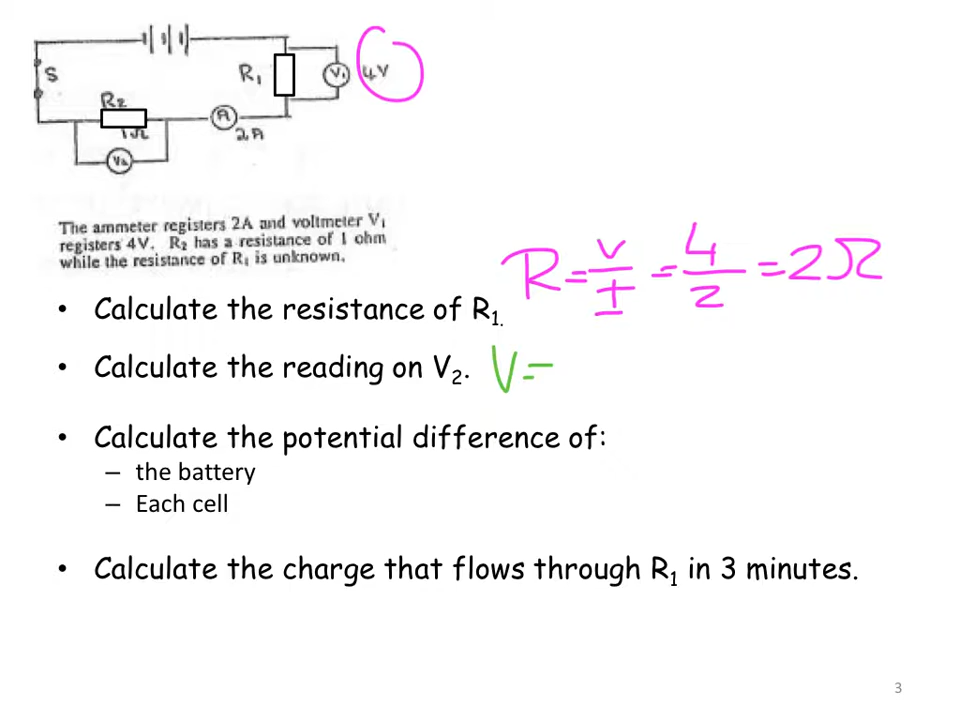 S
R1
V1
4V
R2
1Ω
A
2A
V2
The ammeter registers 2A and voltmeter V1
registers 4V. R2 has a resistance of 1 ohm
while the resistance of R1 is unknown.
R = V/I = 4/2 = 2Ω
• Calculate the resistance of R1.
• Calculate the reading on V2. V=
• Calculate the potential difference of:
– the battery
– Each cell
• Calculate the charge that flows through R1 in 3 minutes.
3